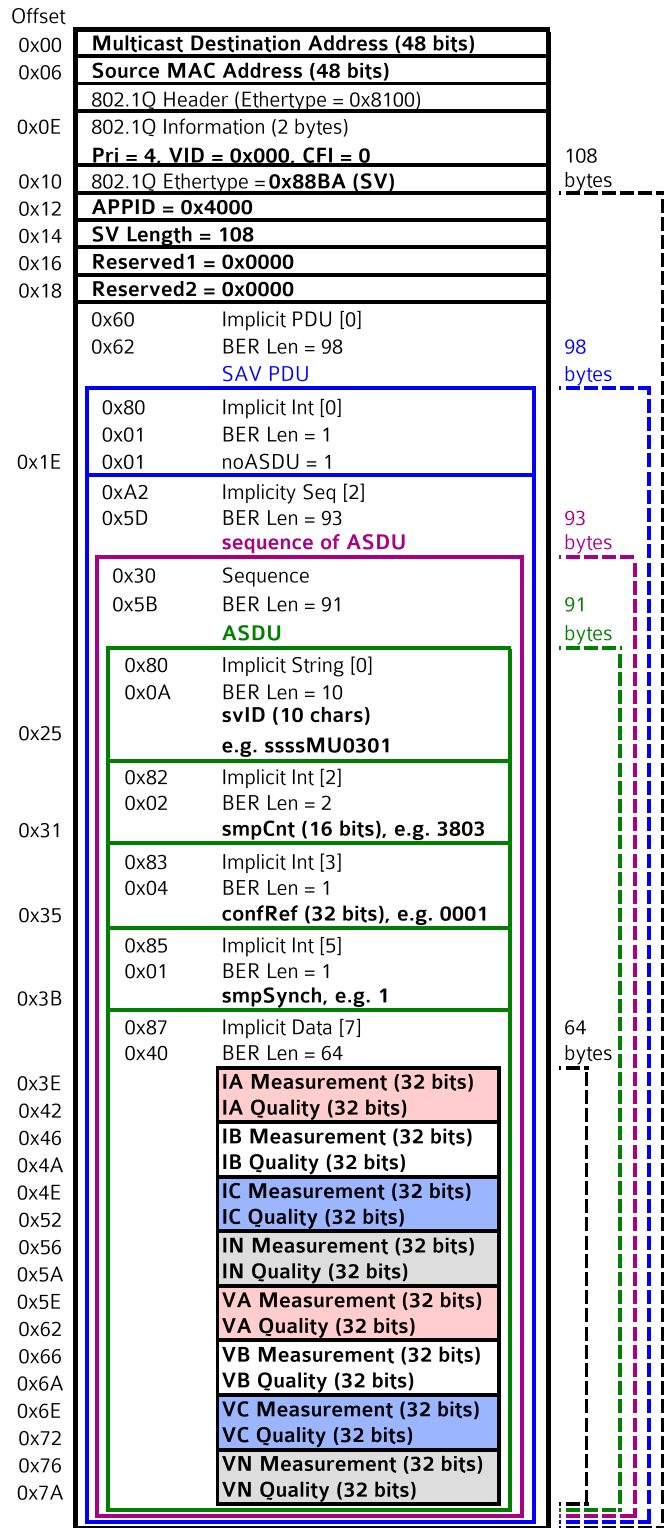 Offset
0x00 Multicast Destination Address (48 bits)
0x06 Source MAC Address (48 bits)
802.1Q Header (Ethertype = 0x8100)
0x0E 802.1Q Information (2 bytes)
Pri = 4, VID = 0x000, CFI = 0 108
0x10 802.1Q Ethertype = 0x88BA (SV) bytes
0x12 APPID = 0x4000
0x14 SV Length = 108
0x16 Reserved1 = 0x0000
0x18 Reserved2 = 0x0000
0x60 Implicit PDU [0]
0x62 BER Len = 98 98
SAV PDU bytes
0x80 Implicit Int [0]
0x01 BER Len = 1
0x1E 0x01 noASDU = 1
0xA2 Implicity Seq [2]
0x5D BER Len = 93 93
sequence of ASDU bytes
0x30 Sequence
0x5B BER Len = 91 91
ASDU bytes
0x80 Implicit String [0]
0x0A BER Len = 10
svID (10 chars)
0x25 e.g. ssssMU0301
0x82 Implicit Int [2]
0x02 BER Len = 2
0x31 smpCnt (16 bits), e.g. 3803
0x83 Implicit Int [3]
0x04 BER Len = 1
0x35 confRef (32 bits), e.g. 0001
0x85 Implicit Int [5]
0x01 BER Len = 1
0x3B smpSynch, e.g. 1
0x87 Implicit Data [7] 64
0x40 BER Len = 64 bytes
0x3E IA Measurement (32 bits)
0x42 IA Quality (32 bits)
0x46 IB Measurement (32 bits)
0x4A IB Quality (32 bits)
0x4E IC Measurement (32 bits)
0x52 IC Quality (32 bits)
0x56 IN Measurement (32 bits)
0x5A IN Quality (32 bits)
0x5E VA Measurement (32 bits)
0x62 VA Quality (32 bits)
0x66 VB Measurement (32 bits)
0x6A VB Quality (32 bits)
0x6E VC Measurement (32 bits)
0x72 VC Quality (32 bits)
0x76 VN Measurement (32 bits)
0x7A VN Quality (32 bits)